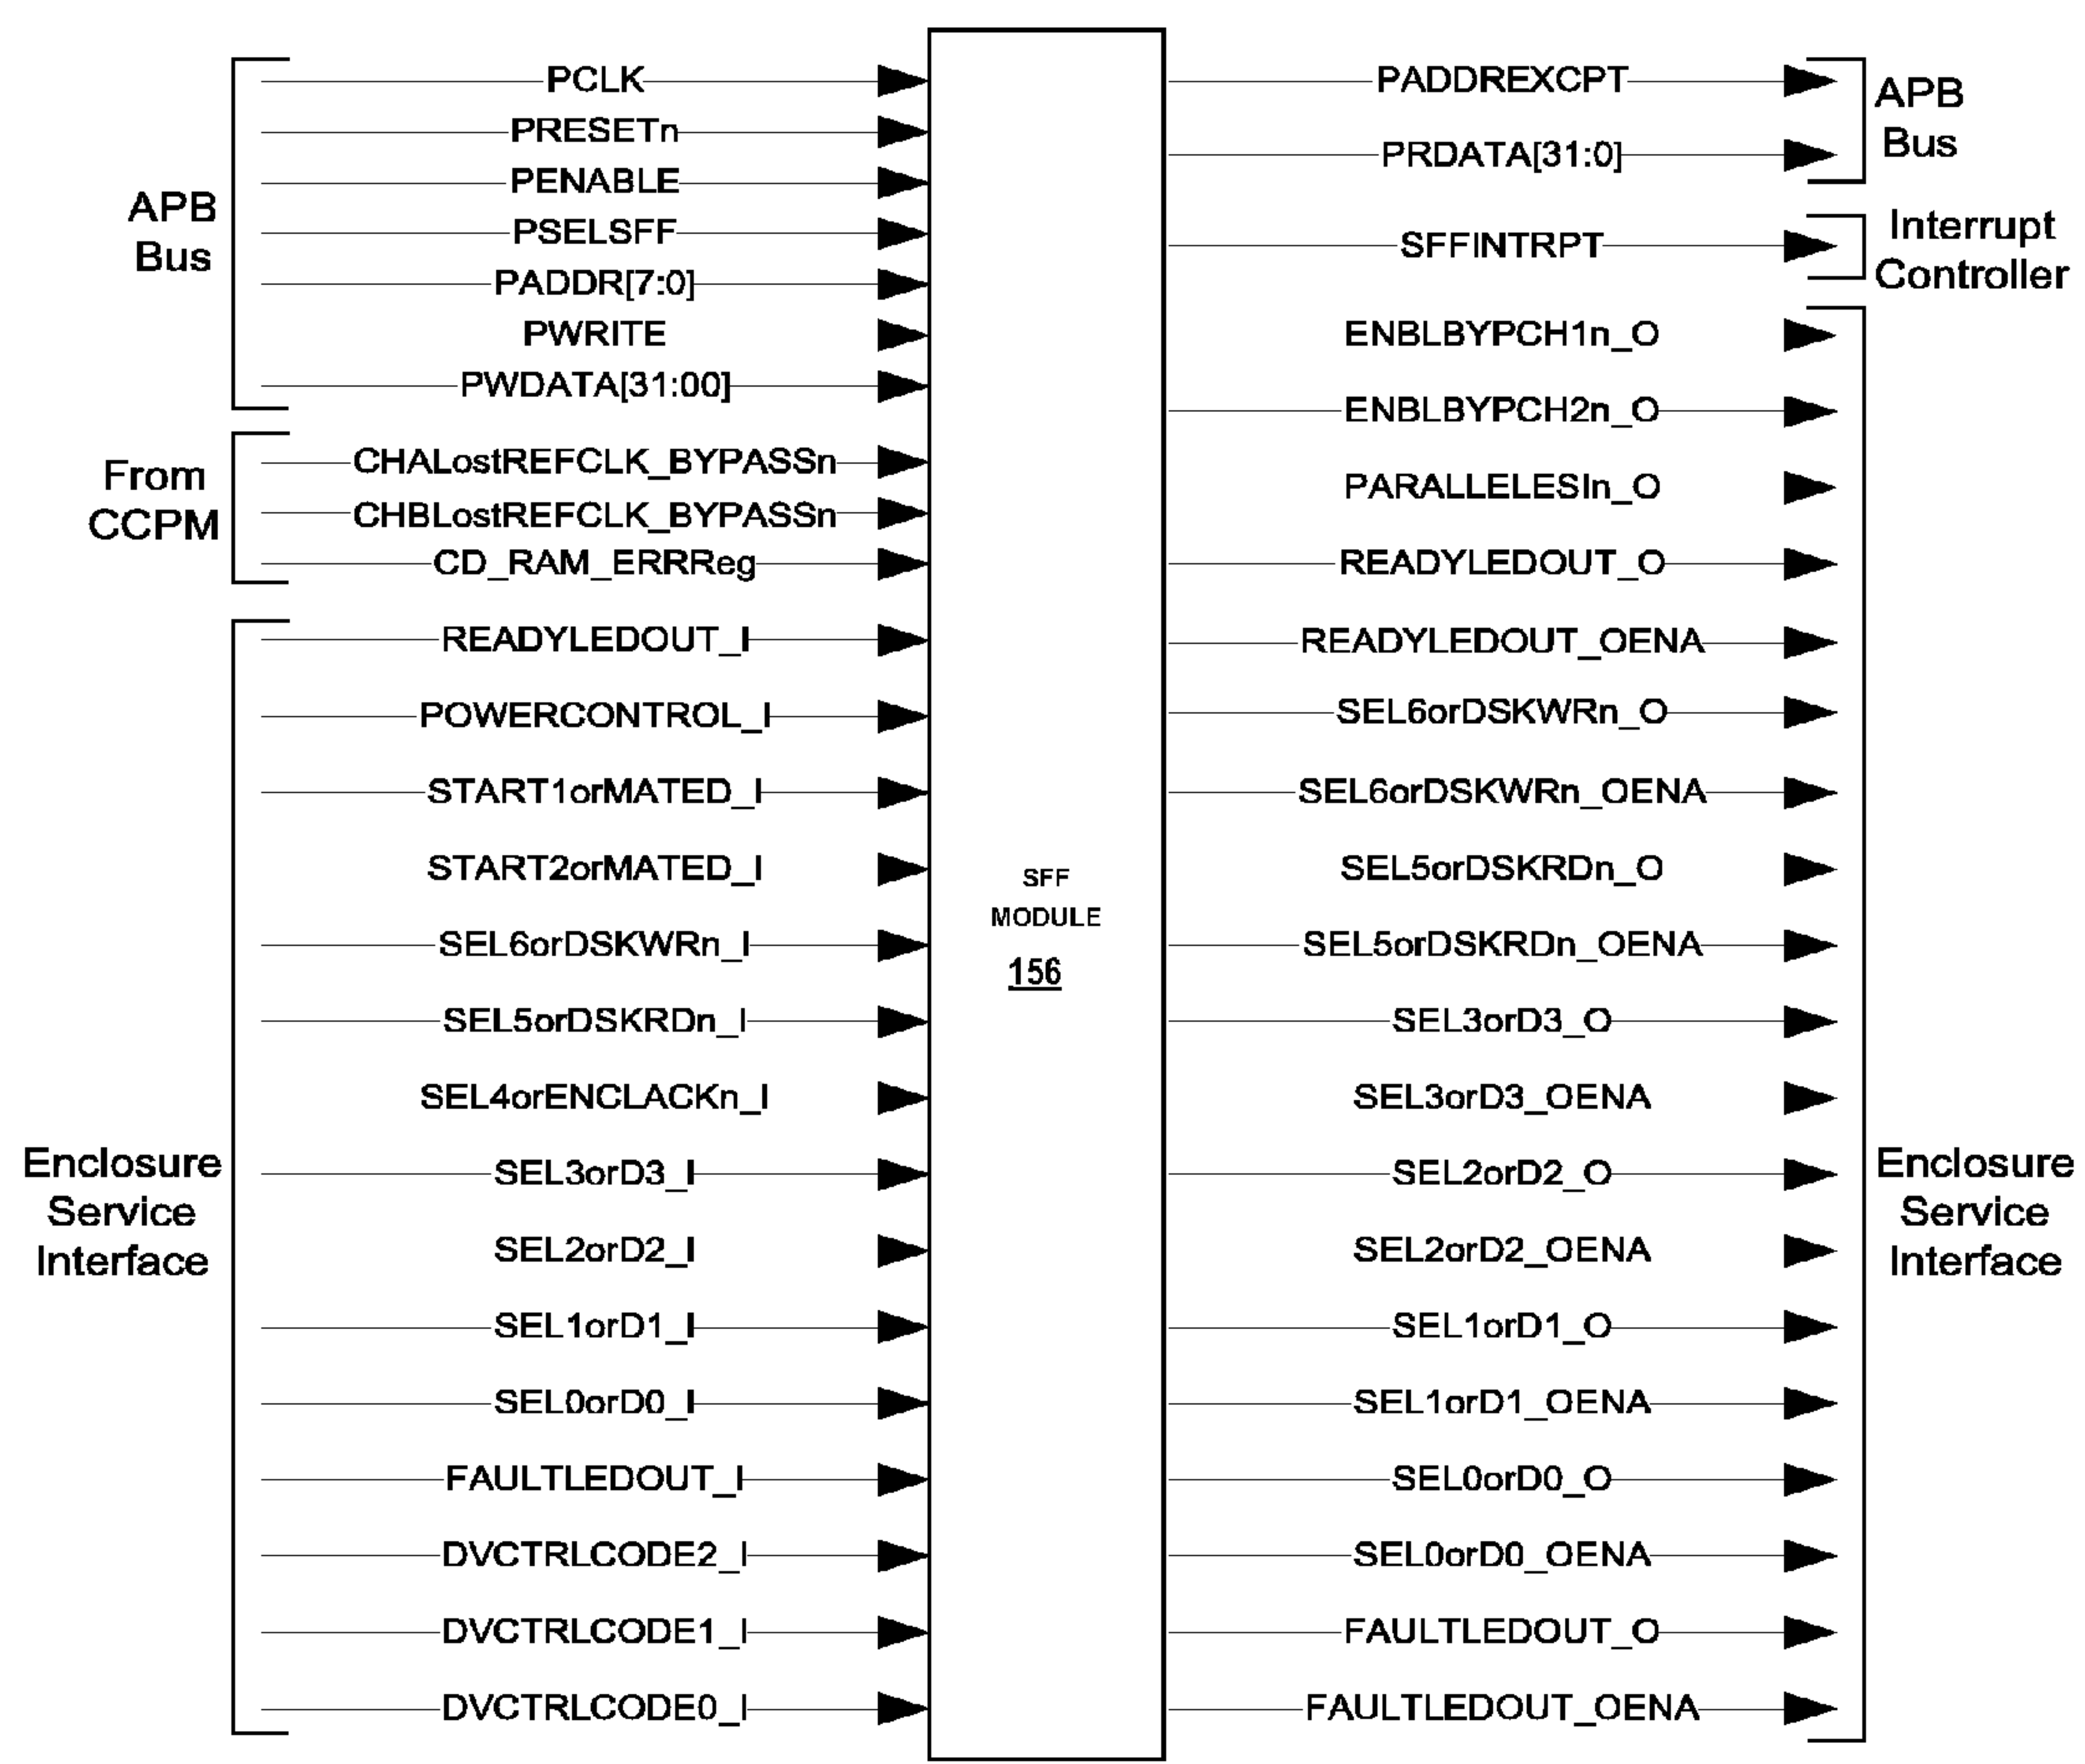 APB
Bus
PCLK
PRESETn
PENABLE
PSELSFF
PADDR[7:0]
PWRITE
PWDATA[31:00]
From
CCPM
CHALostREFCLK_BYPASSn
CHBLostREFCLK_BYPASSn
CD_RAM_ERRReg
Enclosure
Service
Interface
READYLEDOUT_I
POWERCONTROL_I
START1orMATED_I
START2orMATED_I
SEL6orDSKWRn_I
SEL5orDSKRDn_I
SEL4orENCLACKn_I
SEL3orD3_I
SEL2orD2_I
SEL1orD1_I
SEL0orD0_I
FAULTLEDOUT_I
DVCTRLCODE2_I
DVCTRLCODE1_I
DVCTRLCODE0_I
SFF
MODULE
156
PADDREXCPT
PRDATA[31:0]
APB
Bus
SFFINTRPT
Interrupt
Controller
ENBLBYPCH1n_O
ENBLBYPCH2n_O
PARALLELESIn_O
READYLEDOUT_O
READYLEDOUT_OENA
SEL6orDSKWRn_O
SEL6orDSKWRn_OENA
SEL5orDSKRDn_O
SEL5orDSKRDn_OENA
SEL3orD3_O
SEL3orD3_OENA
SEL2orD2_O
SEL2orD2_OENA
SEL1orD1_O
SEL1orD1_OENA
SEL0orD0_O
SEL0orD0_OENA
FAULTLEDOUT_O
FAULTLEDOUT_OENA
Enclosure
Service
Interface